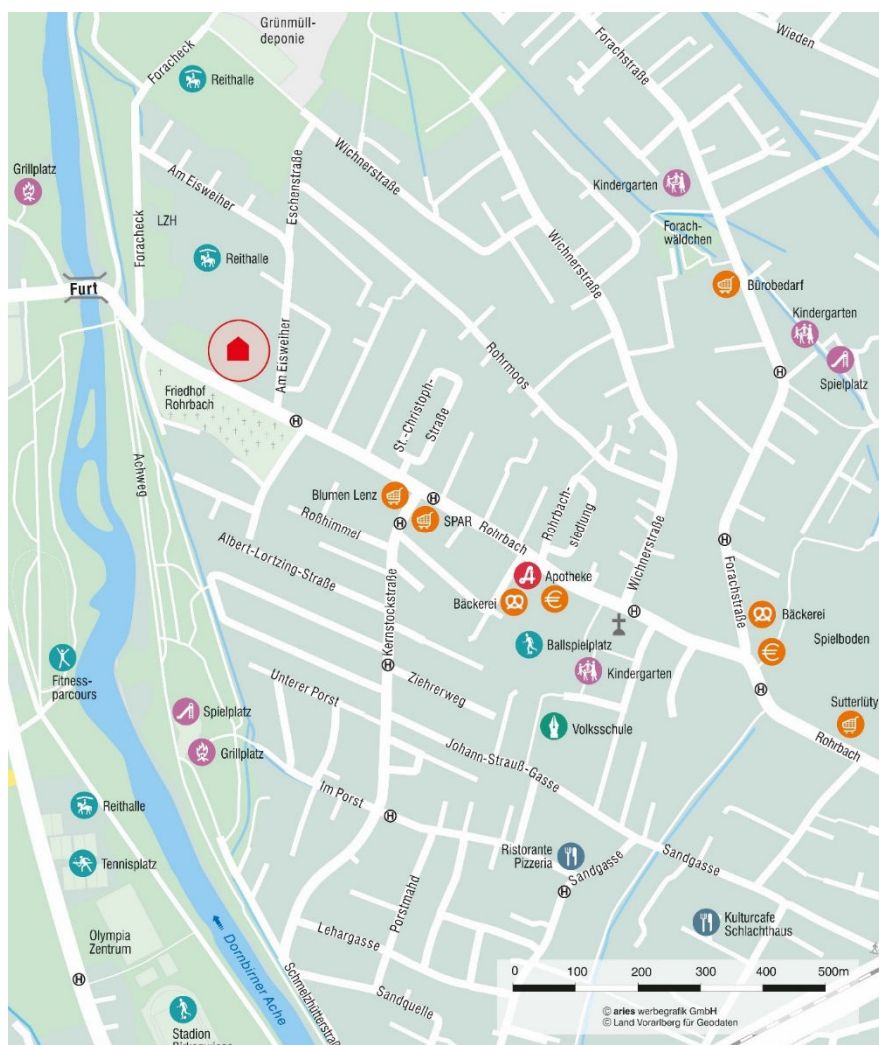 Grünmüll-
deponie
Wieden
Foracheck
Reithalle
Forachstraße
Wichnerstraße
Grillplatz
Am Eisweiher
Eschenstraße
Kindergarten
LZH
Foracheck
Reithalle
Forach-
wäldchen
Wichnerstraße
Furt
Bürobedarf
Kindergarten
Spielplatz
Rohrmoos
Am Eisweiher
Friedhof
Rohrbach
H
H
St.-Christoph-
Straße
Achweg
Blumen Lenz
H
H
SPAR
Roßhimmel
Rohrbach
Rohrbach-
siedlung
Wichnerstraße
Albert-Lortzing-Straße
H
Forachstraße
Apotheke
Bäckerei
€
H
Bäckerei
Kernstockstraße
Ballspielplatz
Spielboden
€
Fitness-
parcours
H
Kindergarten
H
Unterer Porst
Ziehrerweg
Sutterlüty
Spielplatz
Volksschule
Rohrbach
Grillplatz
Johann-Strauß-Gasse
Im Porst
Reithalle
H
Tennisplatz
Ristorante
Pizzeria
Sandgasse
Sandgasse
H
Porstmahd
Kulturcafe
Schlachthaus
Olympia
Zentrum
H
Lehargasse
Dornbirner Ache
Schmelzhütterstraße
Sandquelle
0 100 200 300 400 500m
© aries werbegrafik GmbH
© Land Vorarlberg für Geodaten
Stadion